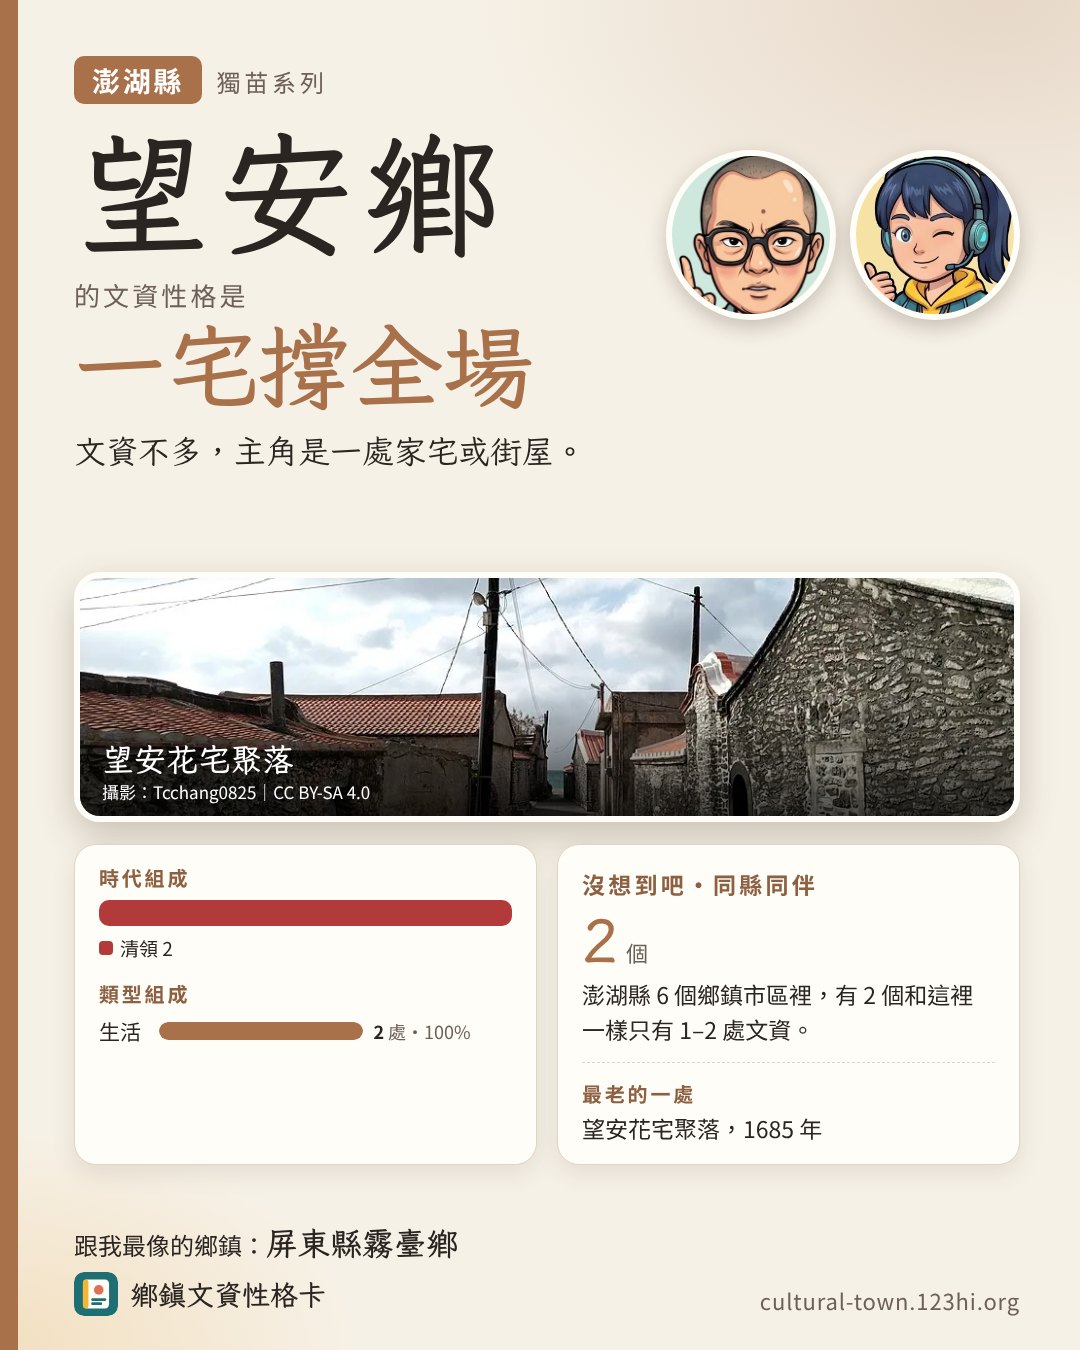 澎湖縣 獨苗系列
望安鄉
的文資性格是
一宅撐全場
文資不多，主角是一處家宅或街屋。
望安花宅聚落
攝影：Tcchang0825｜CC BY-SA 4.0
時代組成
清領 2
類型組成
生活 2 處・100%
沒想到吧・同縣同伴
2 個
澎湖縣 6 個鄉鎮市區裡，有 2 個和這裡
一樣只有 1–2 處文資。
最老的一處
望安花宅聚落，1685 年
跟我最像的鄉鎮：屏東縣霧臺鄉
鄉鎮文資性格卡
cultural-town.123hi.org